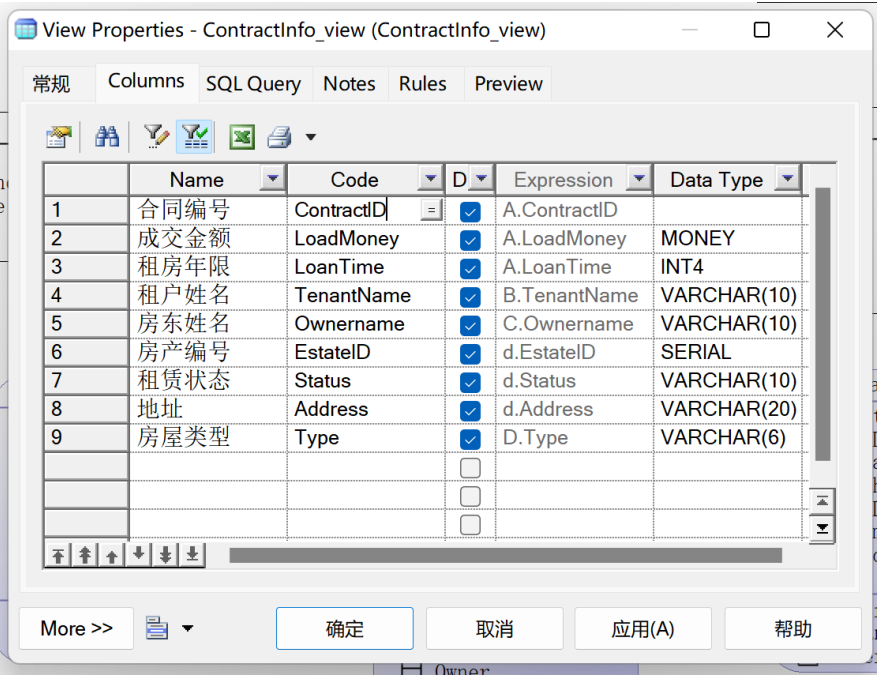 View Properties - ContractInfo_view (ContractInfo_view)
常规 Columns SQL Query Notes Rules Preview
Name Code D Expression Data Type
1 合同编号 ContractID = A.ContractID
2 成交金额 LoadMoney A.LoadMoney MONEY
3 租房年限 LoanTime A.LoanTime INT4
4 租户姓名 TenantName B.TenantName VARCHAR(10)
5 房东姓名 Ownername C.Ownername VARCHAR(10)
6 房产编号 EstateID d.EstateID SERIAL
7 租赁状态 Status d.Status VARCHAR(10)
8 地址 Address d.Address VARCHAR(20)
9 房屋类型 Type D.Type VARCHAR(6)
More >> 确定 取消 应用(A) 帮助
Owner